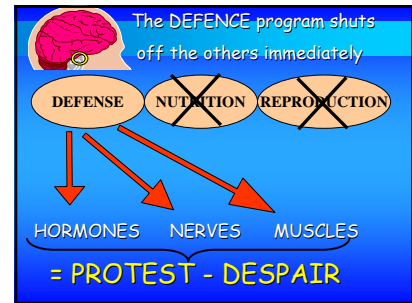 The DEFENCE program shuts
off the others immediately
DEFENSE NUTRITION REPRODUCTION
HORMONES NERVES MUSCLES
= PROTEST - DESPAIR